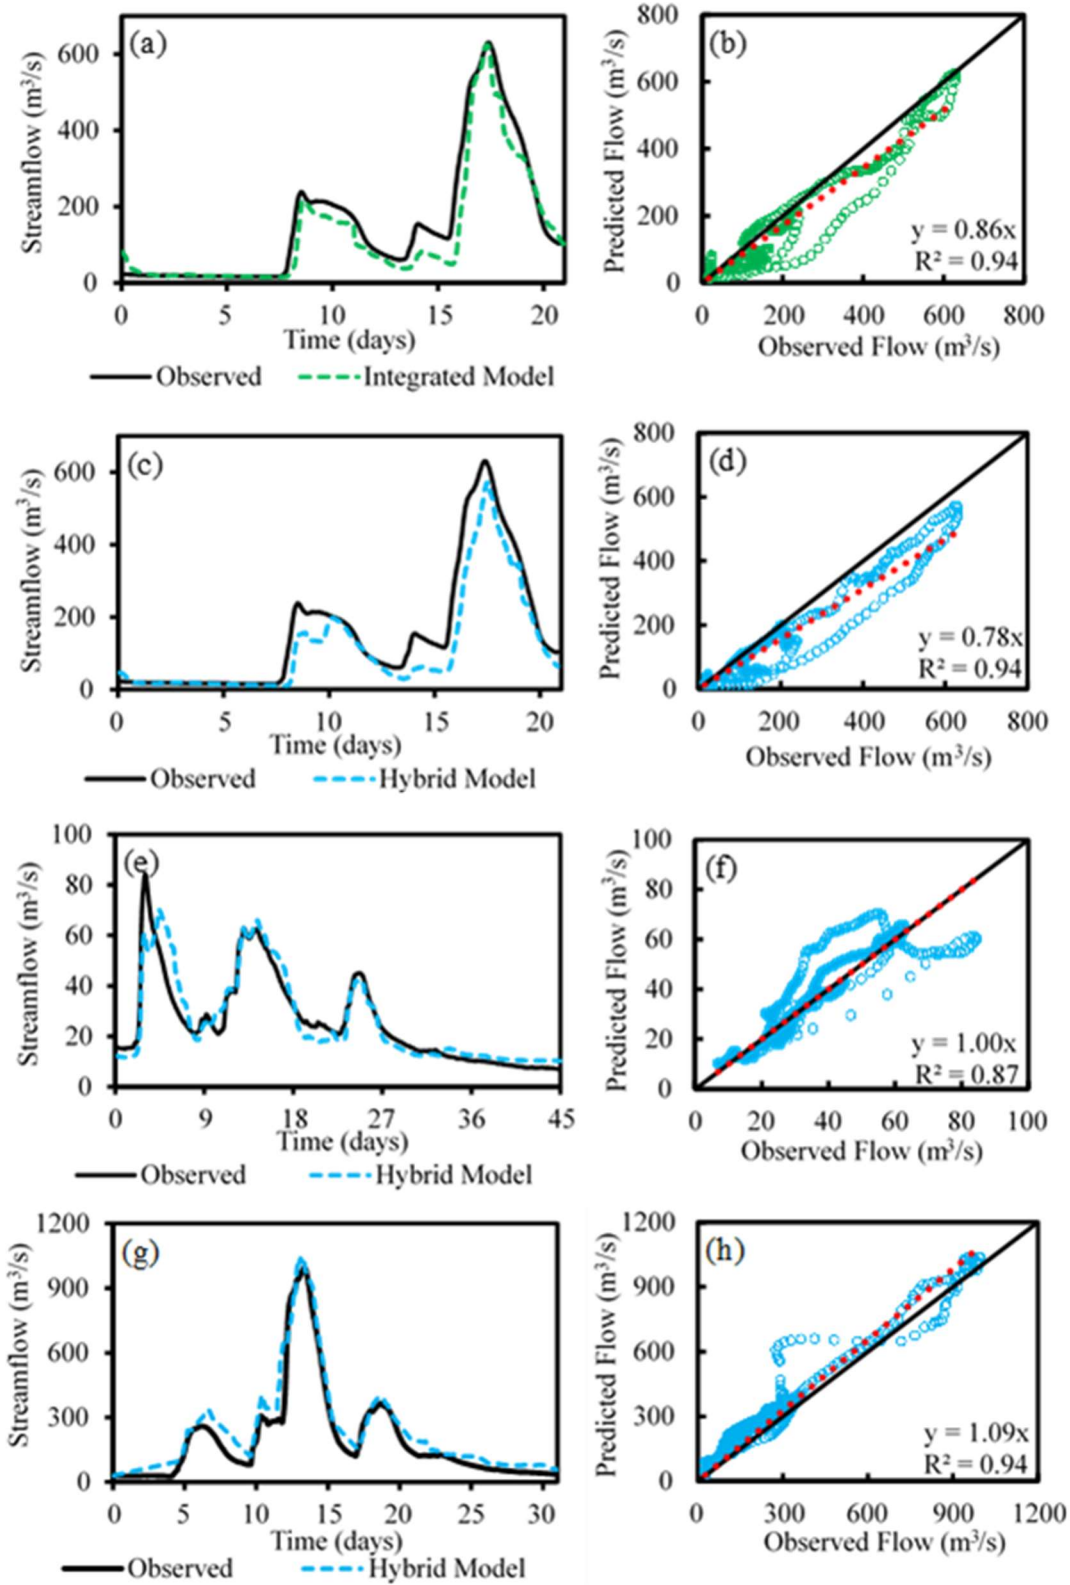 (a)
Streamflow (m³/s)
600
400
200
0
0 5 10 15 20
Time (days)
Observed Integrated Model
(b)
Predicted Flow (m³/s)
800
600
400
200
0
y = 0.86x
R² = 0.94
0 200 400 600 800
Observed Flow (m³/s)
(c)
Streamflow (m³/s)
600
400
200
0
0 5 10 15 20
Time (days)
Observed Hybrid Model
(d)
Predicted Flow (m³/s)
800
600
400
200
0
y = 0.78x
R² = 0.94
0 200 400 600 800
Observed Flow (m³/s)
(e)
Streamflow (m³/s)
100
80
60
40
20
0
0 9 18 27 36 45
Time (days)
Observed Hybrid Model
(f)
Predicted Flow (m³/s)
100
80
60
40
20
0
y = 1.00x
R² = 0.87
0 20 40 60 80 100
Observed Flow (m³/s)
(g)
Streamflow (m³/s)
1200
900
600
300
0
0 5 10 15 20 25 30
Time (days)
Observed Hybrid Model
(h)
Predicted Flow (m³/s)
1200
900
600
300
0
y = 1.09x
R² = 0.94
0 300 600 900 1200
Observed Flow (m³/s)